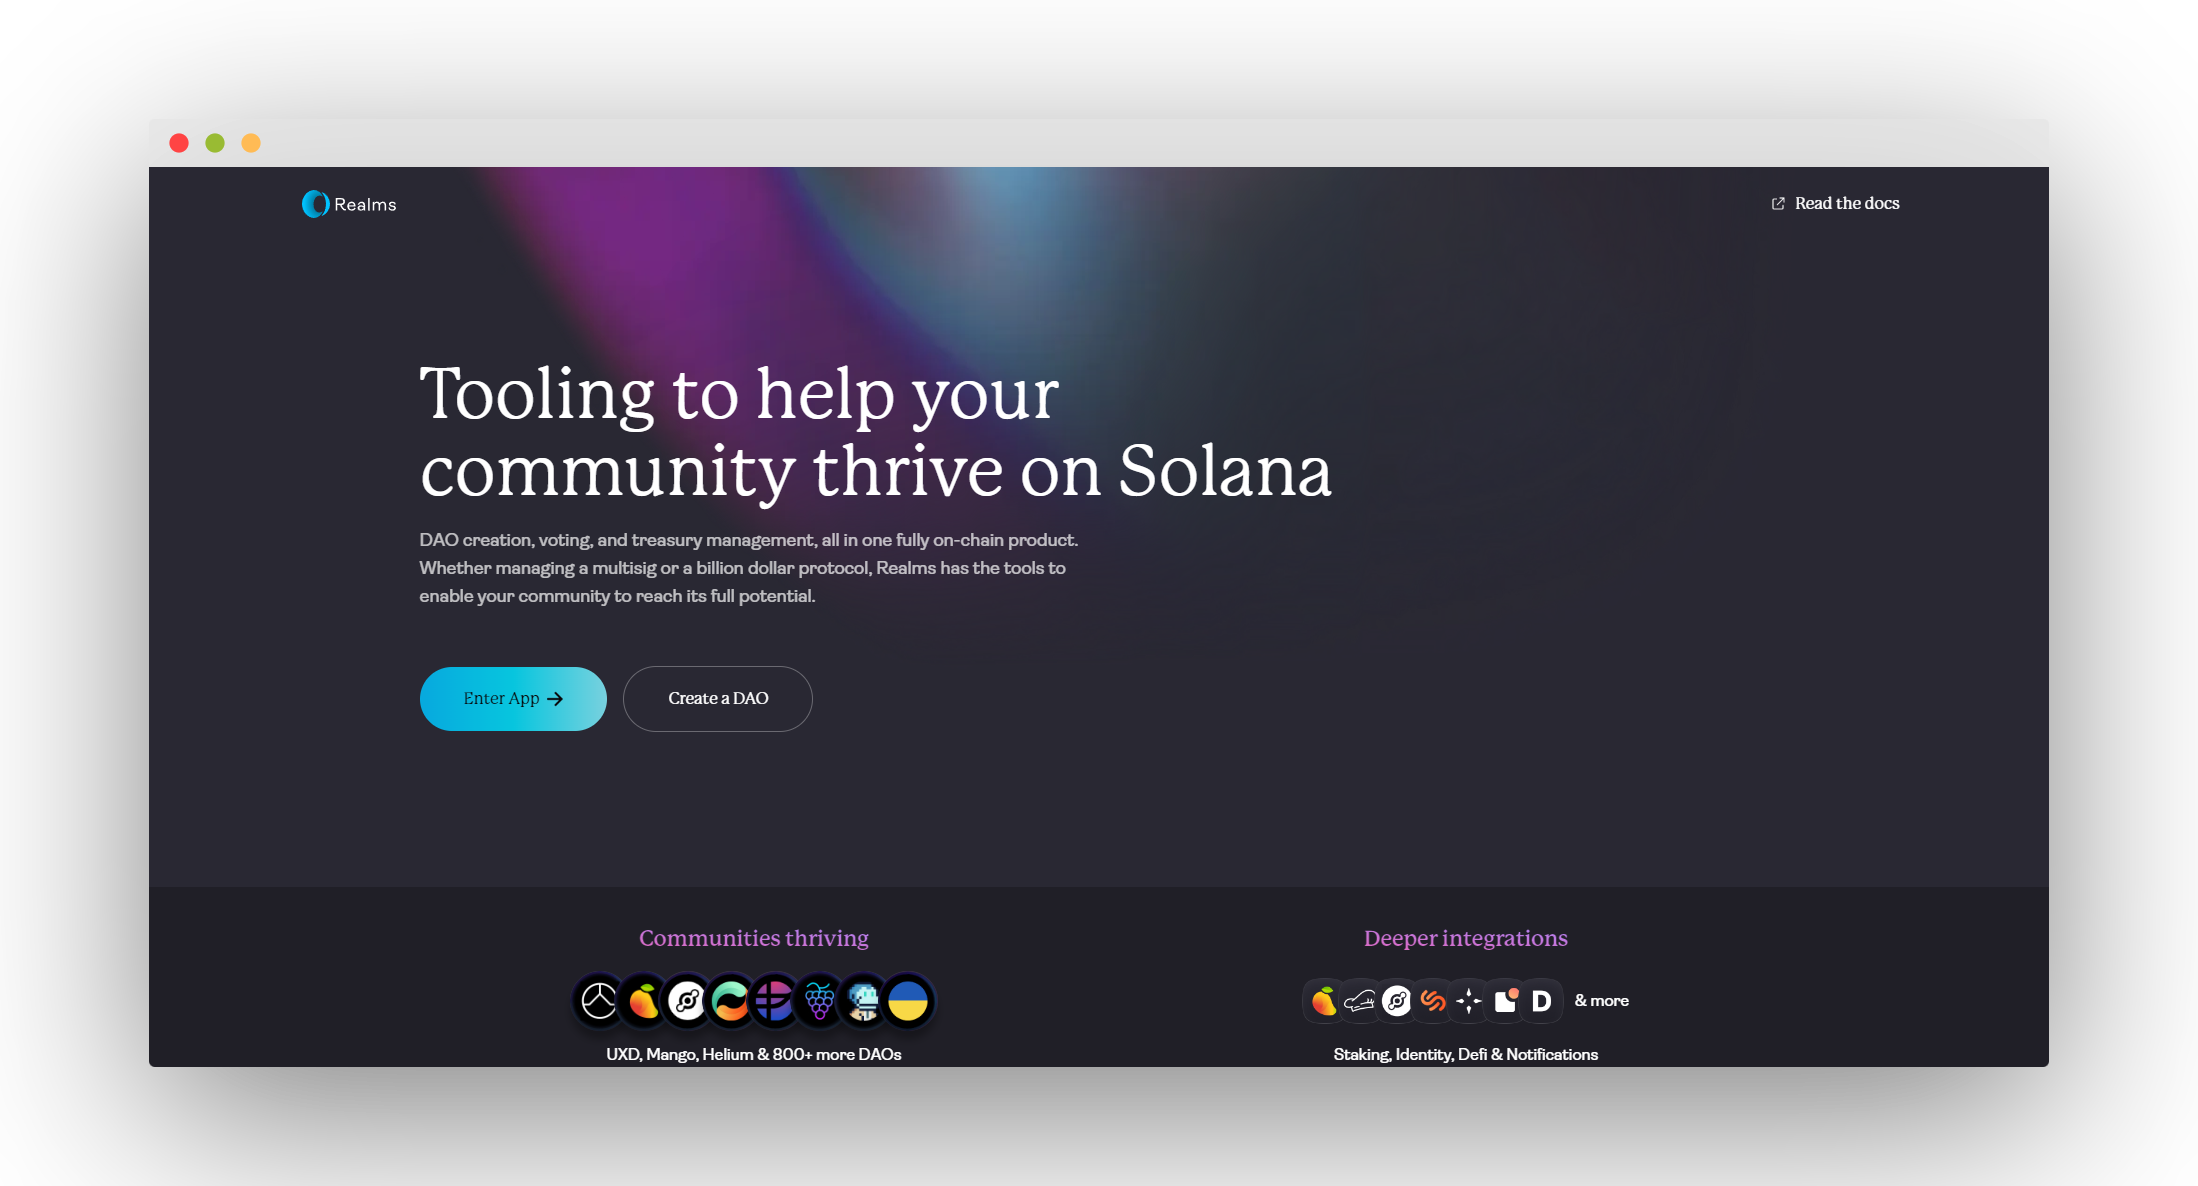 Realms
Read the docs
Tooling to help your
community thrive on Solana
DAO creation, voting, and treasury management, all in one fully on-chain product.
Whether managing a multisig or a billion dollar protocol, Realms has the tools to
enable your community to reach its full potential.
Enter App
Create a DAO
Communities thriving
UXD, Mango, Helium & 800+ more DAOs
Deeper integrations
D
& more
Staking, Identity, Defi & Notifications